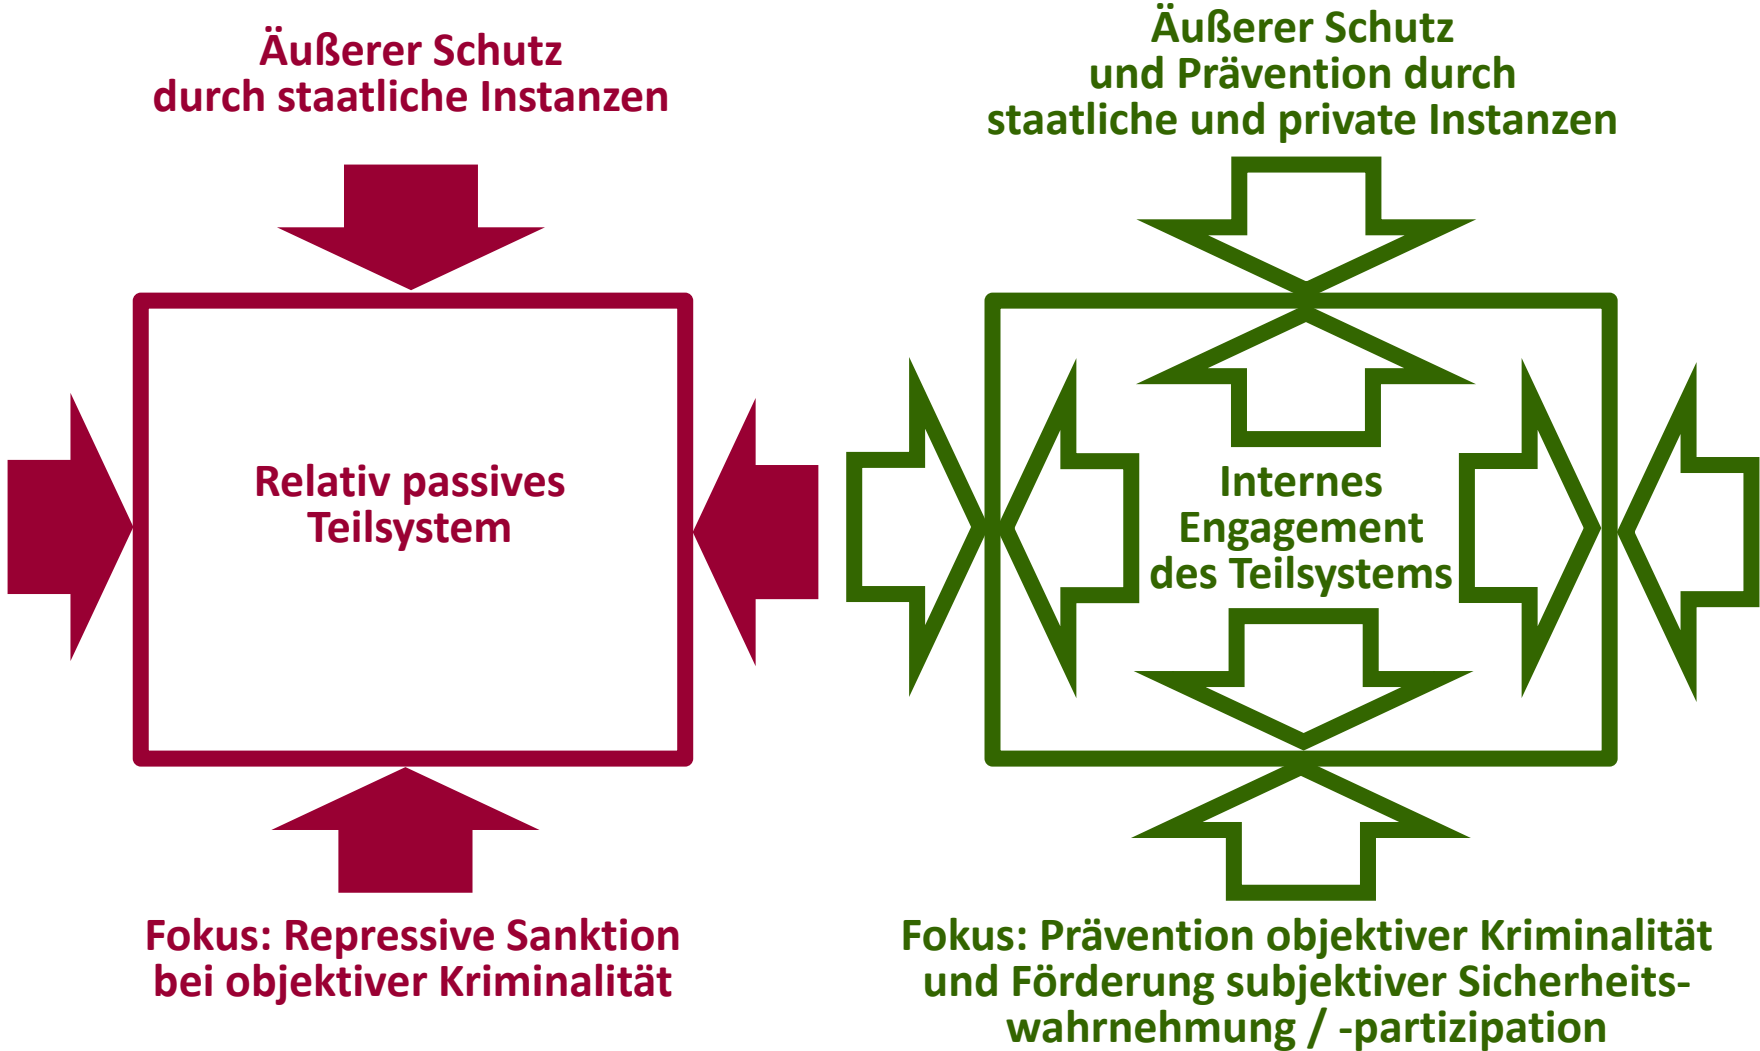 Äußerer Schutz
durch staatliche Instanzen
Relativ passives
Teilsystem
Fokus: Repressive Sanktion
bei objektiver Kriminalität
Äußerer Schutz
und Prävention durch
staatliche und private Instanzen
Internes
Engagement
des Teilsystems
Fokus: Prävention objektiver Kriminalität
und Förderung subjektiver Sicherheits-
wahrnehmung / -partizipation